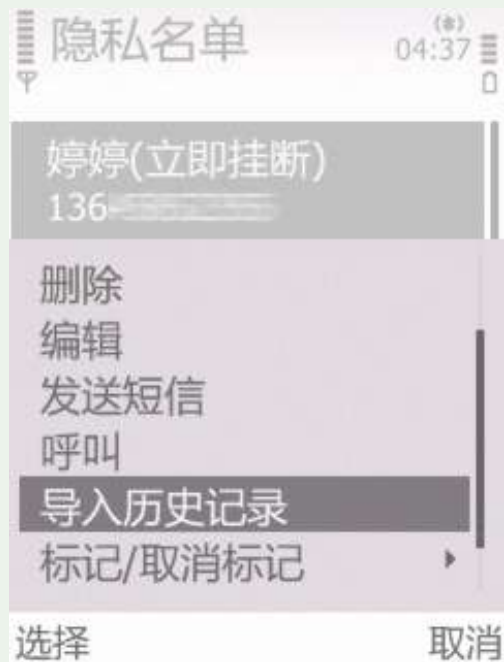 隐私名单
04:37
婷婷(立即挂断)
136-
删除
编辑
发送短信
呼叫
导入历史记录
标记/取消标记
选择 取消